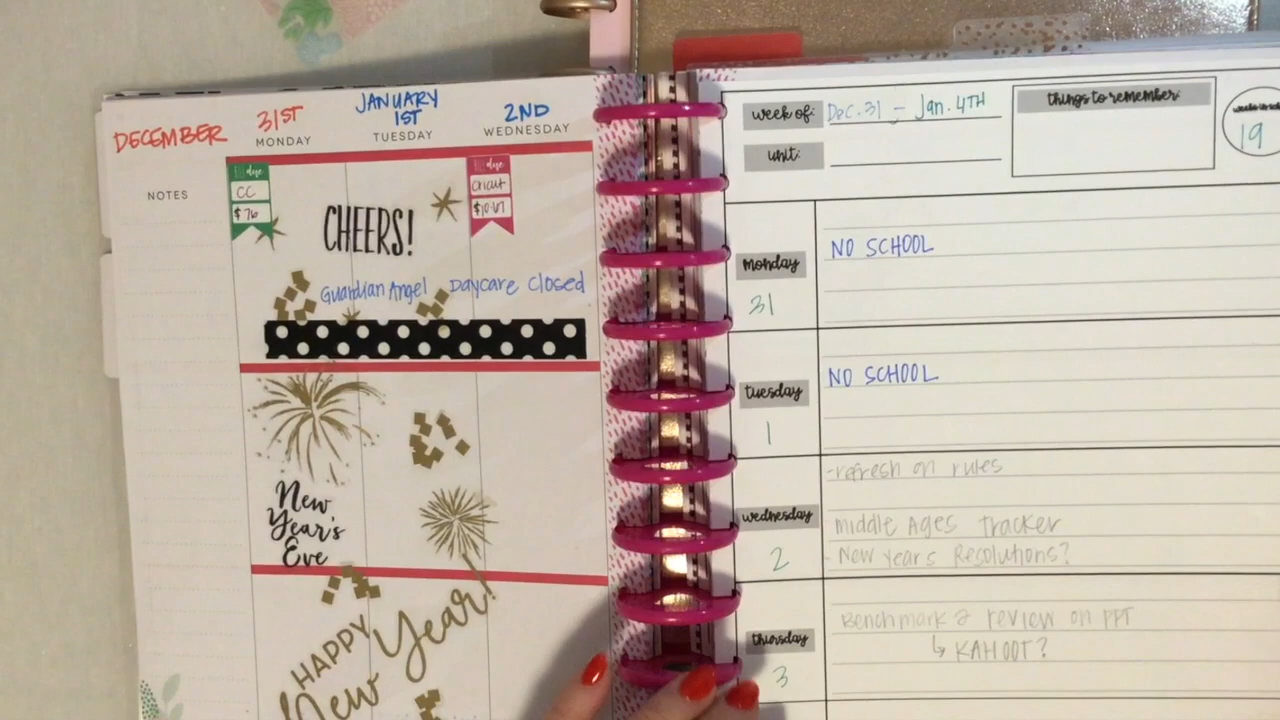 DECEMBER
31ST
MONDAY
JANUARY
1ST
TUESDAY
2ND
WEDNESDAY
NOTES
due
CC
$76
CHEERS!
due
Cricut
Guardian Angel Daycare Closed
New
Year's
Eve
HAPPY
New Year!
week of: Dec. 31 - Jan. 4TH
unit:
things to remember:
19
monday
31
NO SCHOOL
tuesday
1
NO SCHOOL
wednesday
2
-refresh on rules
Middle Ages Tracker
- New Year's Resolutions?
thursday
3
Benchmark 2 review on PPT
↳ KAHOOT?